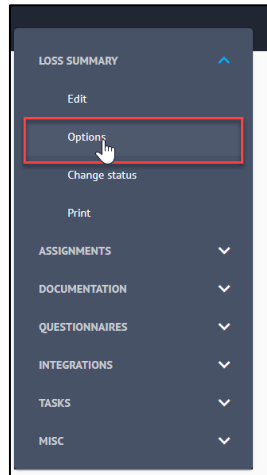 LOSS SUMMARY
Edit
Options
Change status
Print
ASSIGNMENTS
DOCUMENTATION
QUESTIONNAIRES
INTEGRATIONS
TASKS
MISC